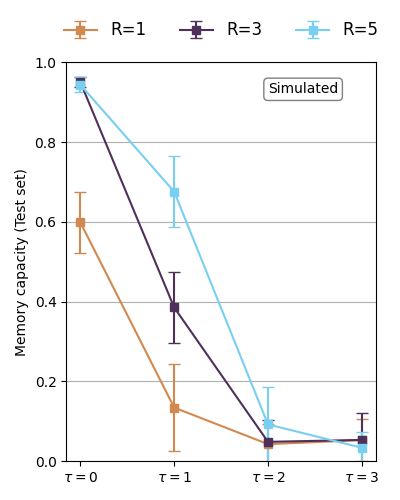 R=1 R=3 R=5
Simulated
Memory capacity (Test set)
1.0
0.8
0.6
0.4
0.2
0.0
τ = 0 τ = 1 τ = 2 τ = 3